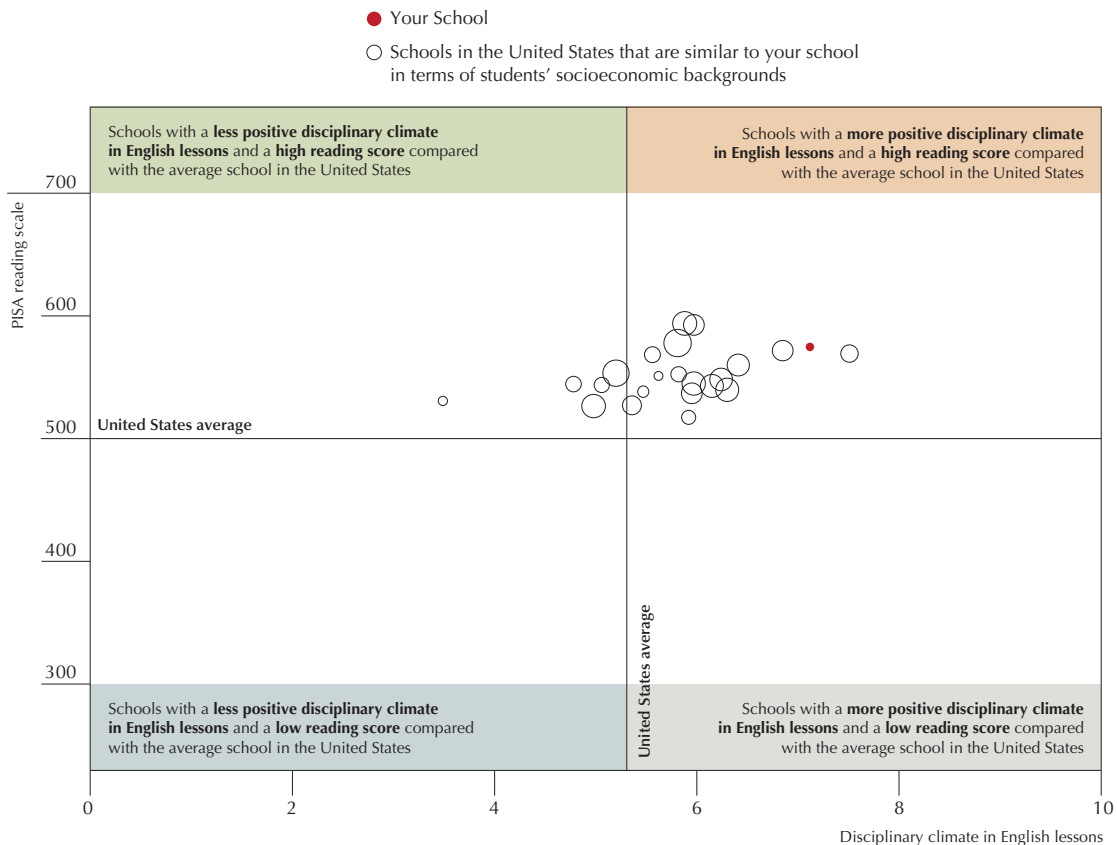 Your School
Schools in the United States that are similar to your school
in terms of students’ socioeconomic backgrounds
Schools with a less positive disciplinary climate
in English lessons and a high reading score compared
with the average school in the United States
Schools with a more positive disciplinary climate
in English lessons and a high reading score compared
with the average school in the United States
PISA reading scale
700
600
500
400
300
United States average
United States average
Schools with a less positive disciplinary climate
in English lessons and a low reading score compared
with the average school in the United States
Schools with a more positive disciplinary climate
in English lessons and a low reading score compared
with the average school in the United States
0
2
4
6
8
10
Disciplinary climate in English lessons